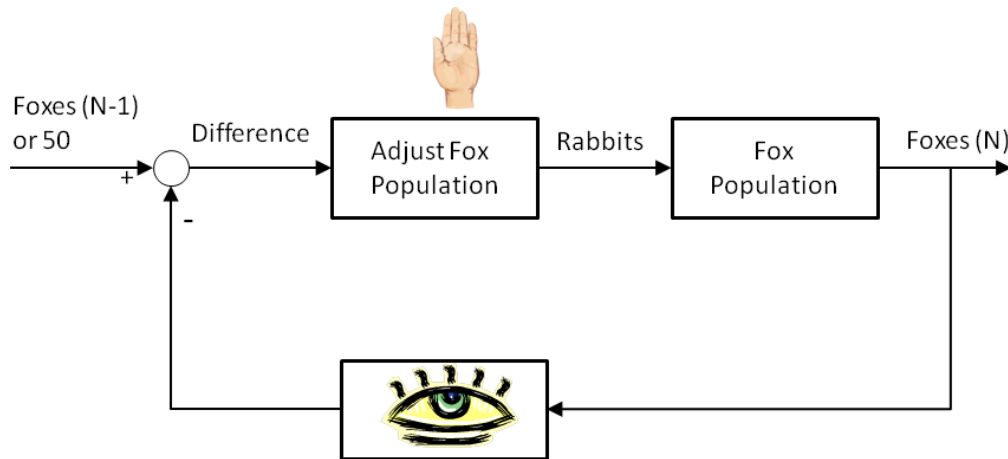 Foxes (N-1)
or 50
Difference
Adjust Fox
Population
Rabbits
Fox
Population
Foxes (N)
+
-